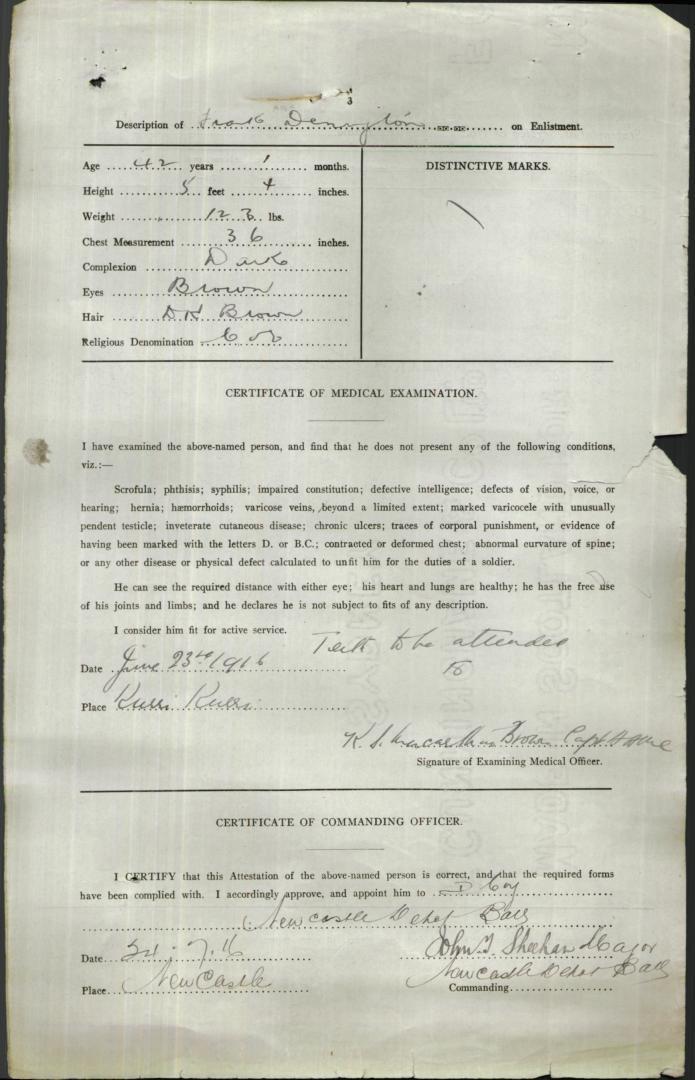 3
Description of Frank Denington on Enlistment.
Age 42 years 1 months.
Height 5 feet 4 inches.
Weight 123 lbs.
Chest Measurement 36 inches.
Complexion Dark
Eyes Brown
Hair DK Brown
Religious Denomination C of
DISTINCTIVE MARKS.
CERTIFICATE OF MEDICAL EXAMINATION.
I have examined the above-named person, and find that he does not present any of the following conditions,
viz.:—
Scrofula; phthisis; syphilis; impaired constitution; defective intelligence; defects of vision, voice, or
hearing; hernia; hæmorrhoids; varicose veins, beyond a limited extent; marked varicocele with unusually
pendent testicle; inveterate cutaneous disease; chronic ulcers; traces of corporal punishment, or evidence of
having been marked with the letters D. or B.C.; contracted or deformed chest; abnormal curvature of spine;
or any other disease or physical defect calculated to unfit him for the duties of a soldier.
He can see the required distance with either eye; his heart and lungs are healthy; he has the free use
of his joints and limbs; and he declares he is not subject to fits of any description.
I consider him fit for active service.
Teeth to be attended
to
Date June 23rd 1916
Place Kurri Kurri
K. S. Brown Capt
Signature of Examining Medical Officer.
CERTIFICATE OF COMMANDING OFFICER.
I CERTIFY that this Attestation of the above-named person is correct, and that the required forms
have been complied with. I accordingly approve, and appoint him to D Coy
Newcastle Depot Batt
Date 24.7.16 John J. Sheehan Major
Place Newcastle Newcastle Depot Batt
Commanding